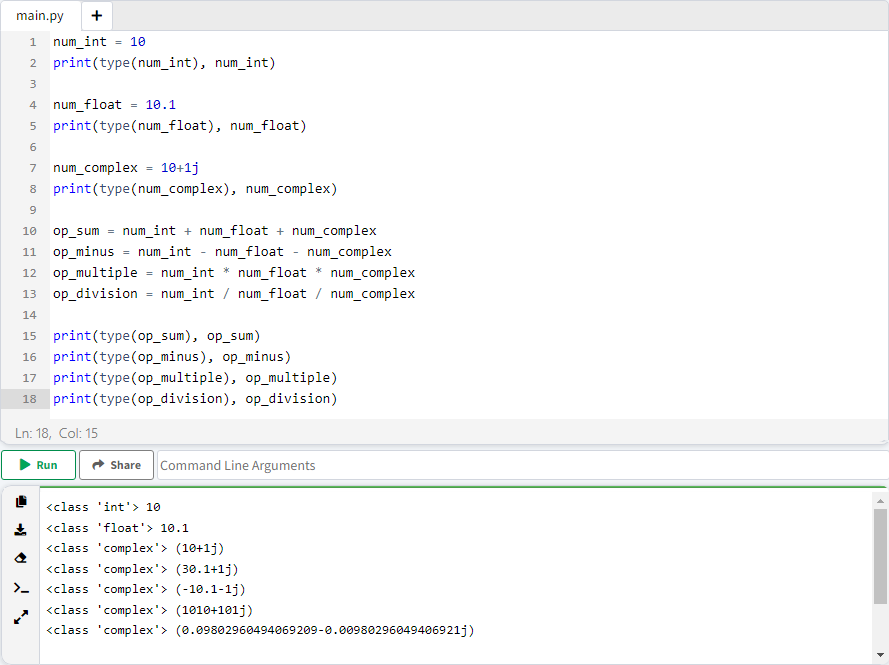 main.py +
1 num_int = 10
2 print(type(num_int), num_int)
3
4 num_float = 10.1
5 print(type(num_float), num_float)
6
7 num_complex = 10+1j
8 print(type(num_complex), num_complex)
9
10 op_sum = num_int + num_float + num_complex
11 op_minus = num_int - num_float - num_complex
12 op_multiple = num_int * num_float * num_complex
13 op_division = num_int / num_float / num_complex
14
15 print(type(op_sum), op_sum)
16 print(type(op_minus), op_minus)
17 print(type(op_multiple), op_multiple)
18 print(type(op_division), op_division)
Ln: 18, Col: 15
Run Share Command Line Arguments
<class 'int'> 10
<class 'float'> 10.1
<class 'complex'> (10+1j)
<class 'complex'> (30.1+1j)
<class 'complex'> (-10.1-1j)
<class 'complex'> (1010+101j)
<class 'complex'> (0.09802960494069209-0.00980296049406921j)